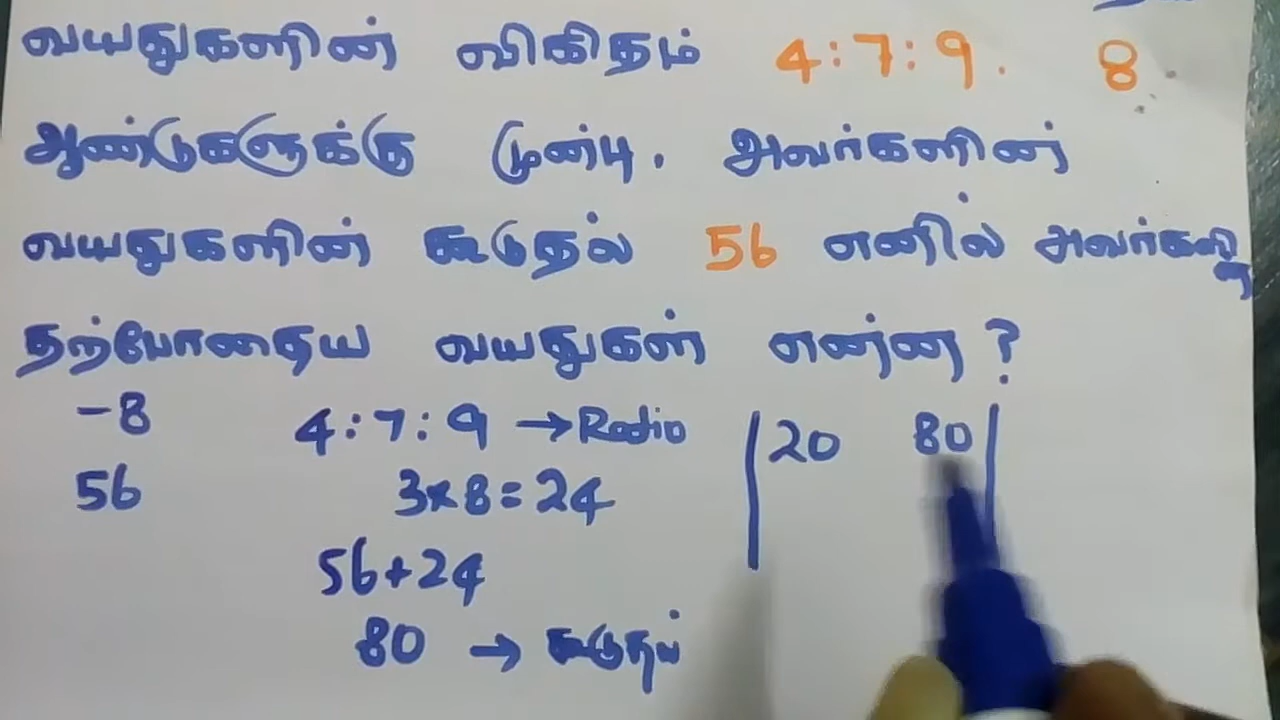 வயதுகளின் விகிதம் 4:7:9. 8
ஆண்டுகளுக்கு முன்பு. அவர்களின்
வயதுகளின் கூடுதல் 56 எனில் அவர்களின்
தற்போதைய வயதுகள் என்ன?
-8
4:7:9 → Radio
20 80
56
3×8=24
56+24
80 → கூடுதல்